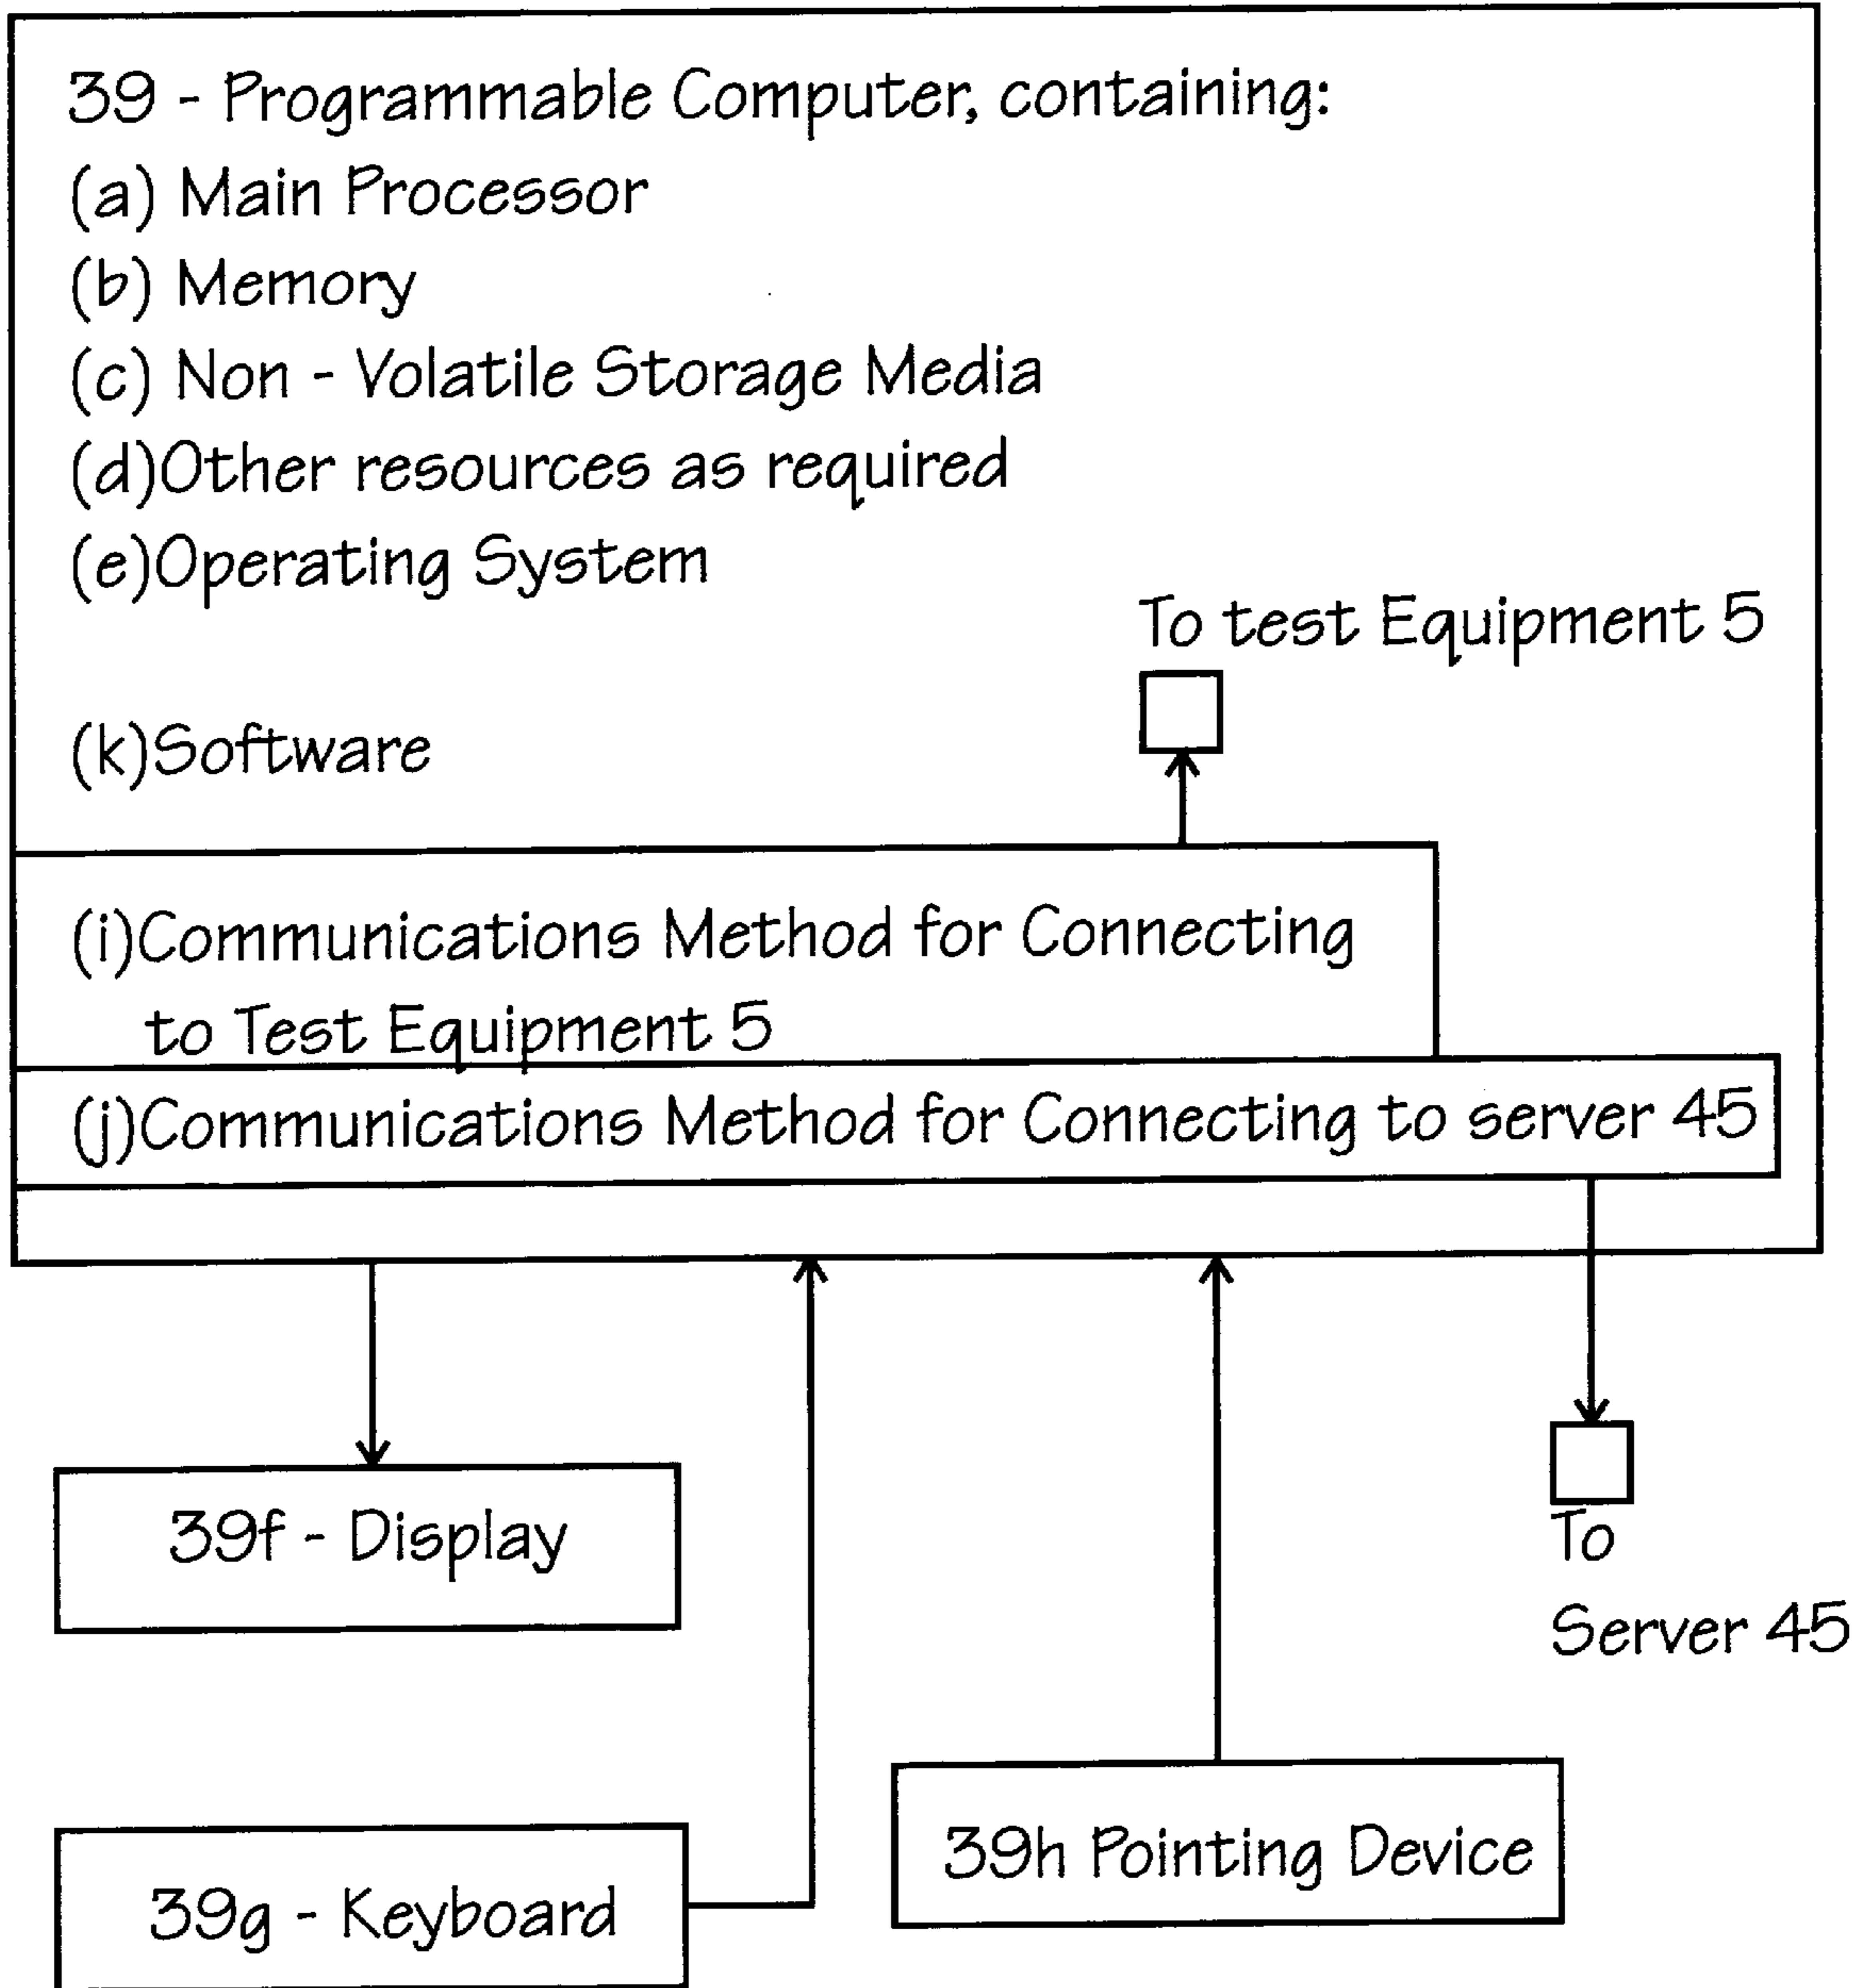 39 - Programmable Computer, containing:
(a) Main Processor
(b) Memory
(c) Non - Volatile Storage Media
(d)Other resources as required
(e)Operating System
To test Equipment 5
(k)Software
(i)Communications Method for Connecting
to Test Equipment 5
(j)Communications Method for Connecting to server 45
39f - Display
To
Server 45
39h Pointing Device
39g - Keyboard